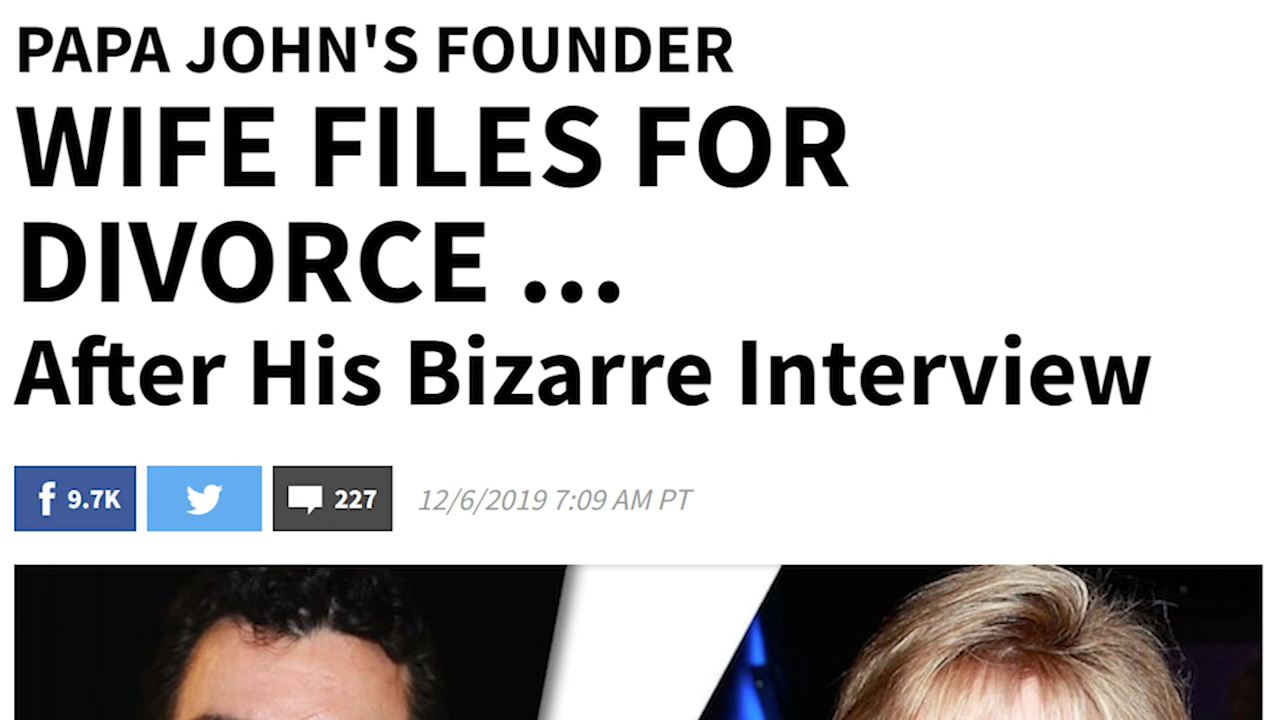 PAPA JOHN'S FOUNDER
WIFE FILES FOR
DIVORCE ...
After His Bizarre Interview
f 9.7K 227 12/6/2019 7:09 AM PT